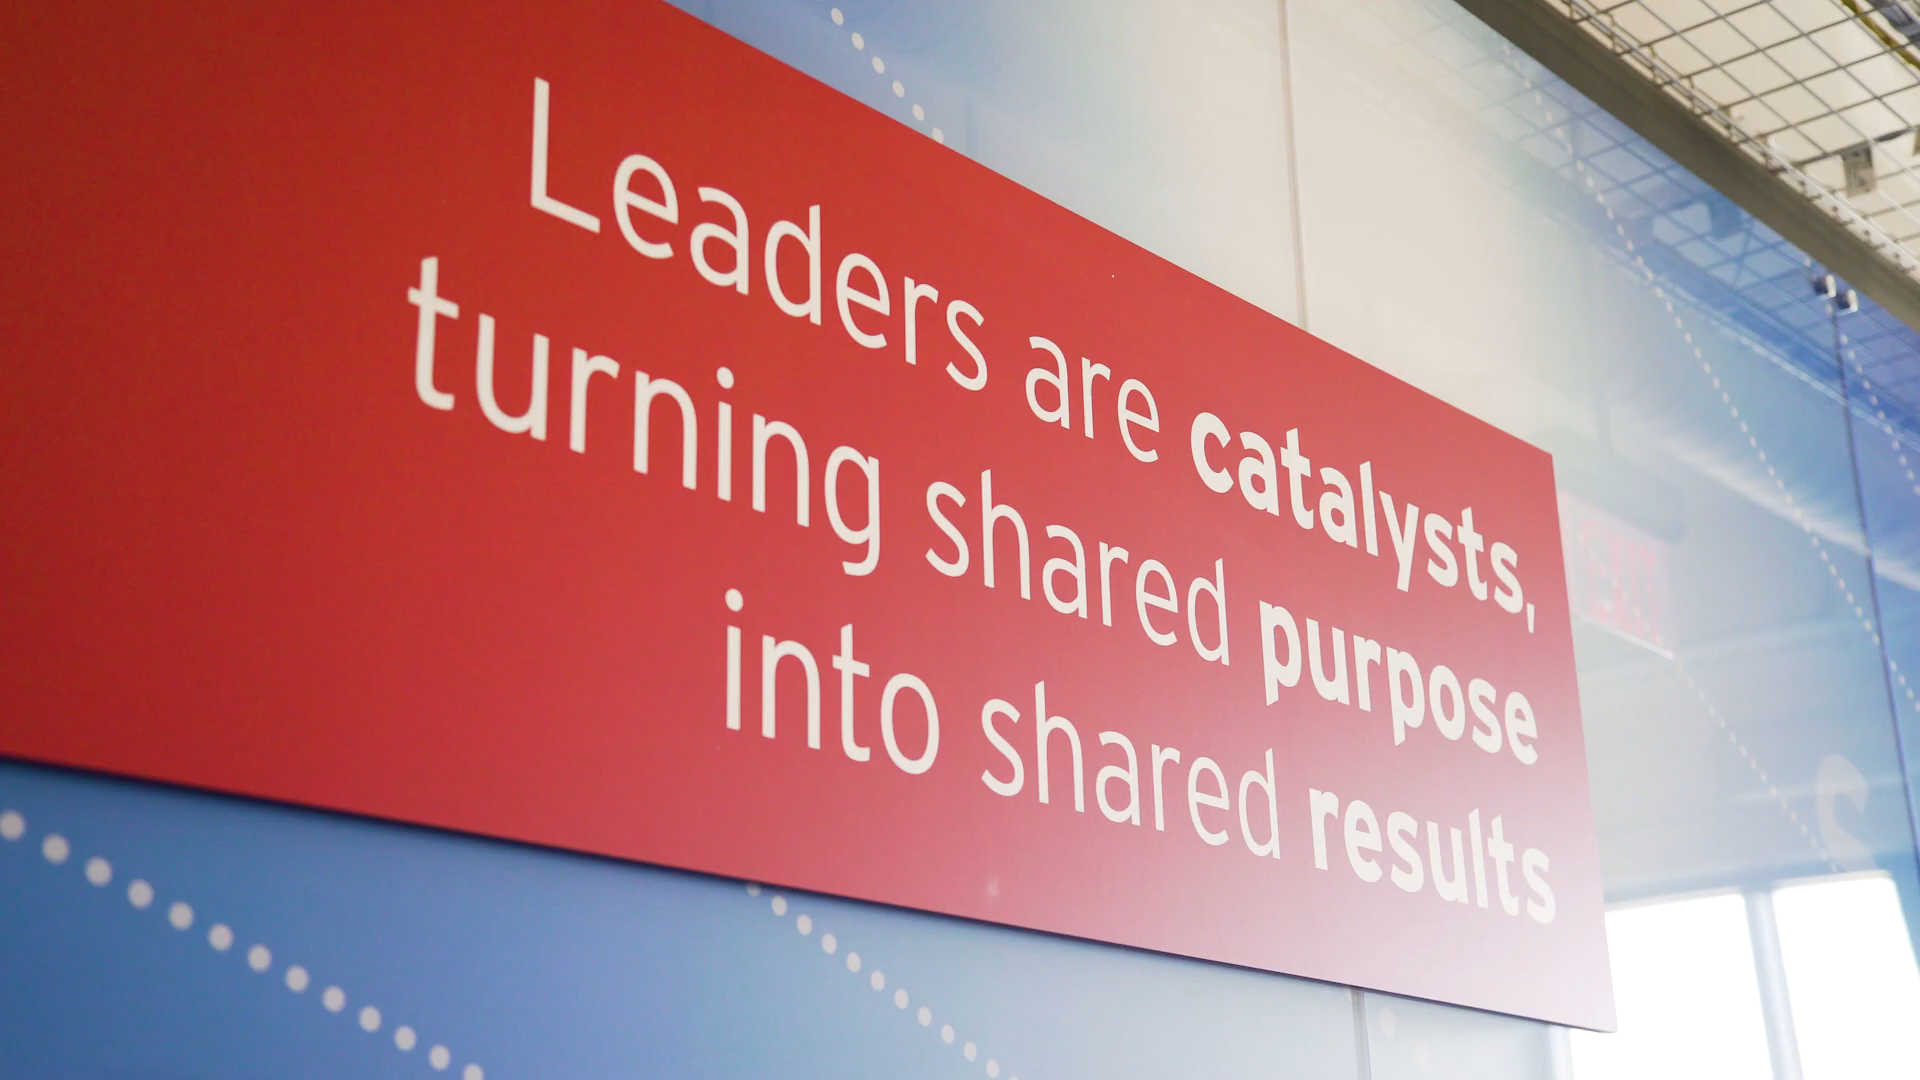 Leaders are catalysts,
turning shared purpose
into shared results